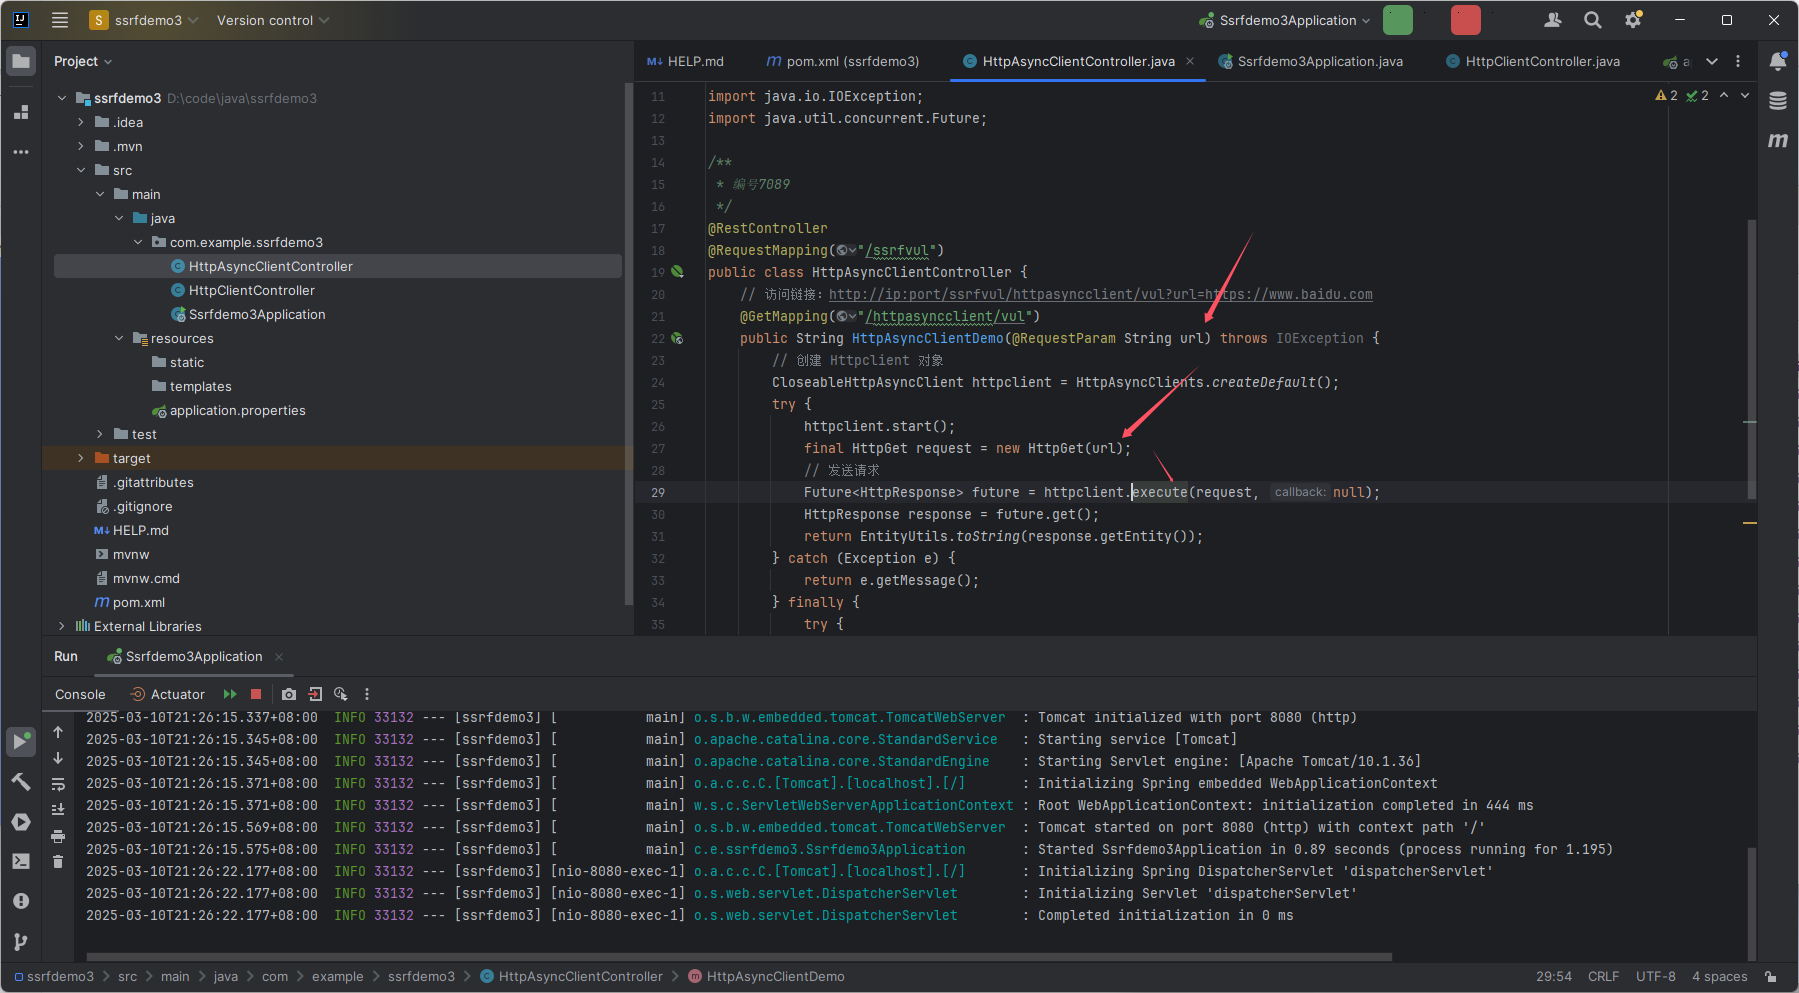 S ssrfdemo3 Version control Ssrfdemo3Application
Project
HELP.md pom.xml (ssrfdemo3) HttpAsyncClientController.java Ssrfdemo3Application.java HttpClientController.java
ssrfdemo3 D:\code\java\ssrfdemo3
.idea
.mvn
src
main
java
com.example.ssrfdemo3
HttpAsyncClientController
HttpClientController
Ssrfdemo3Application
resources
static
templates
application.properties
test
target
.gitattributes
.gitignore
HELP.md
mvnw
mvnw.cmd
pom.xml
External Libraries
2 2
11 import java.io.IOException;
12 import java.util.concurrent.Future;
13
14 /**
15 * 编号7089
16 */
17 @RestController
18 @RequestMapping("/ssrfvul")
19 public class HttpAsyncClientController {
20 // 访问链接：http://ip:port/ssrfvul/httpasyncclient/vul?url=https://www.baidu.com
21 @GetMapping("/httpasyncclient/vul")
22 public String HttpAsyncClientDemo(@RequestParam String url) throws IOException {
23 // 创建 Httpclient 对象
24 CloseableHttpAsyncClient httpclient = HttpAsyncClients.createDefault();
25 try {
26 httpclient.start();
27 final HttpGet request = new HttpGet(url);
28 // 发送请求
29 Future<HttpResponse> future = httpclient.execute(request, callback: null);
30 HttpResponse response = future.get();
31 return EntityUtils.toString(response.getEntity());
32 } catch (Exception e) {
33 return e.getMessage();
34 } finally {
35 try {
Run Ssrfdemo3Application
Console Actuator
2025-03-10T21:26:15.337+08:00 INFO 33132 --- [ssrfdemo3] [ main] o.s.b.w.embedded.tomcat.TomcatWebServer : Tomcat initialized with port 8080 (http)
2025-03-10T21:26:15.345+08:00 INFO 33132 --- [ssrfdemo3] [ main] o.apache.catalina.core.StandardService : Starting service [Tomcat]
2025-03-10T21:26:15.345+08:00 INFO 33132 --- [ssrfdemo3] [ main] o.apache.catalina.core.StandardEngine : Starting Servlet engine: [Apache Tomcat/10.1.36]
2025-03-10T21:26:15.371+08:00 INFO 33132 --- [ssrfdemo3] [ main] o.a.c.c.C.[Tomcat].[localhost].[/] : Initializing Spring embedded WebApplicationContext
2025-03-10T21:26:15.371+08:00 INFO 33132 --- [ssrfdemo3] [ main] w.s.c.ServletWebServerApplicationContext : Root WebApplicationContext: initialization completed in 444 ms
2025-03-10T21:26:15.569+08:00 INFO 33132 --- [ssrfdemo3] [ main] o.s.b.w.embedded.tomcat.TomcatWebServer : Tomcat started on port 8080 (http) with context path '/'
2025-03-10T21:26:15.575+08:00 INFO 33132 --- [ssrfdemo3] [ main] c.e.ssrfdemo3.Ssrfdemo3Application : Started Ssrfdemo3Application in 0.89 seconds (process running for 1.195)
2025-03-10T21:26:22.177+08:00 INFO 33132 --- [ssrfdemo3] [nio-8080-exec-1] o.a.c.c.C.[Tomcat].[localhost].[/] : Initializing Spring DispatcherServlet 'dispatcherServlet'
2025-03-10T21:26:22.177+08:00 INFO 33132 --- [ssrfdemo3] [nio-8080-exec-1] o.s.web.servlet.DispatcherServlet : Initializing Servlet 'dispatcherServlet'
2025-03-10T21:26:22.177+08:00 INFO 33132 --- [ssrfdemo3] [nio-8080-exec-1] o.s.web.servlet.DispatcherServlet : Completed initialization in 0 ms
ssrfdemo3 > src > main > java > com > example > ssrfdemo3 > HttpAsyncClientController > HttpAsyncClientDemo 29:54 CRLF UTF-8 4 spaces